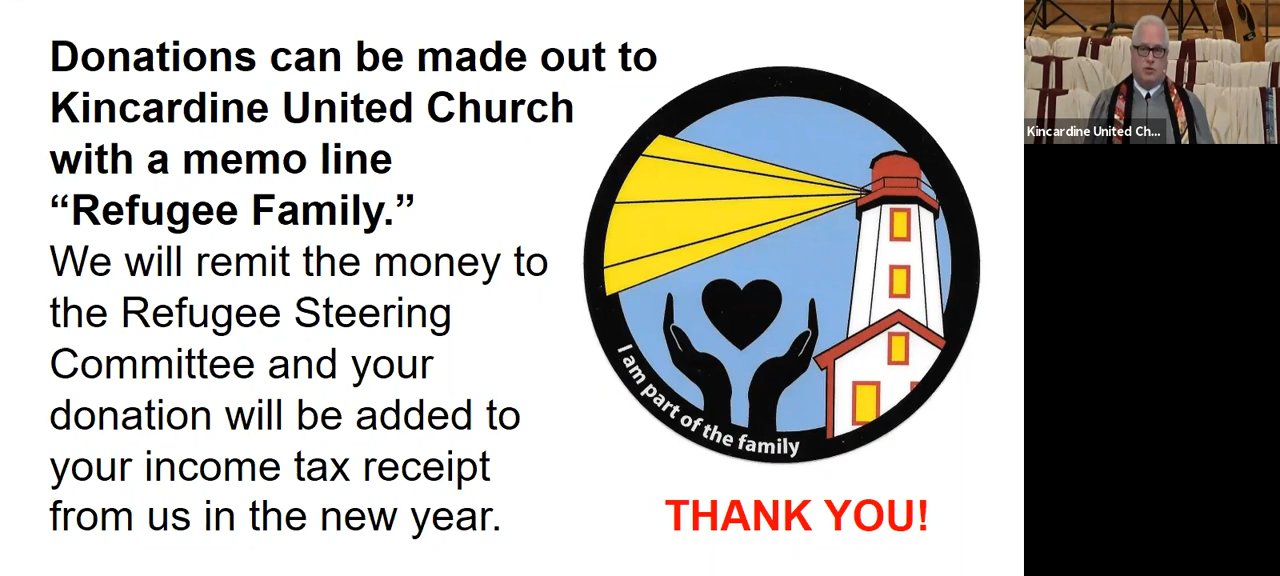 Donations can be made out to
Kincardine United Church
with a memo line
“Refugee Family.”
We will remit the money to
the Refugee Steering
Committee and your
donation will be added to
your income tax receipt
from us in the new year.
I am part of the family
THANK YOU!
Kincardine United Ch...